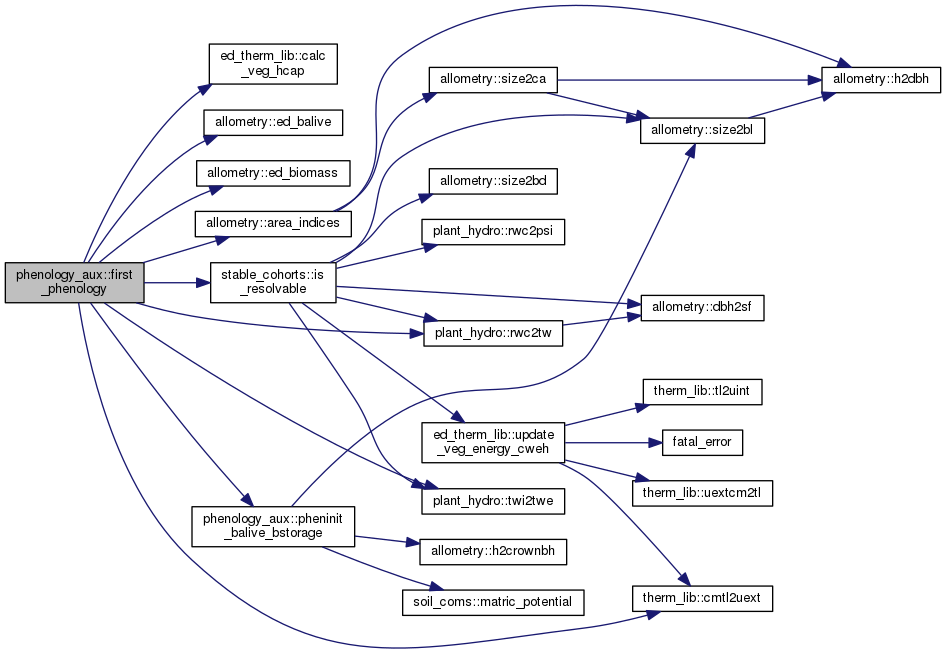 phenology_aux::first
_phenology
ed_therm_lib::calc
_veg_hcap
allometry::ed_balive
allometry::ed_biomass
allometry::area_indices
stable_cohorts::is
_resolvable
phenology_aux::pheninit
_balive_bstorage
allometry::size2ca
allometry::size2bd
plant_hydro::rwc2psi
plant_hydro::rwc2tw
ed_therm_lib::update
_veg_energy_cweh
plant_hydro::twi2twe
allometry::h2crownbh
soil_coms::matric_potential
allometry::h2dbh
allometry::size2bl
allometry::dbh2sf
therm_lib::tl2uint
fatal_error
therm_lib::uextcm2tl
therm_lib::cmtl2uext